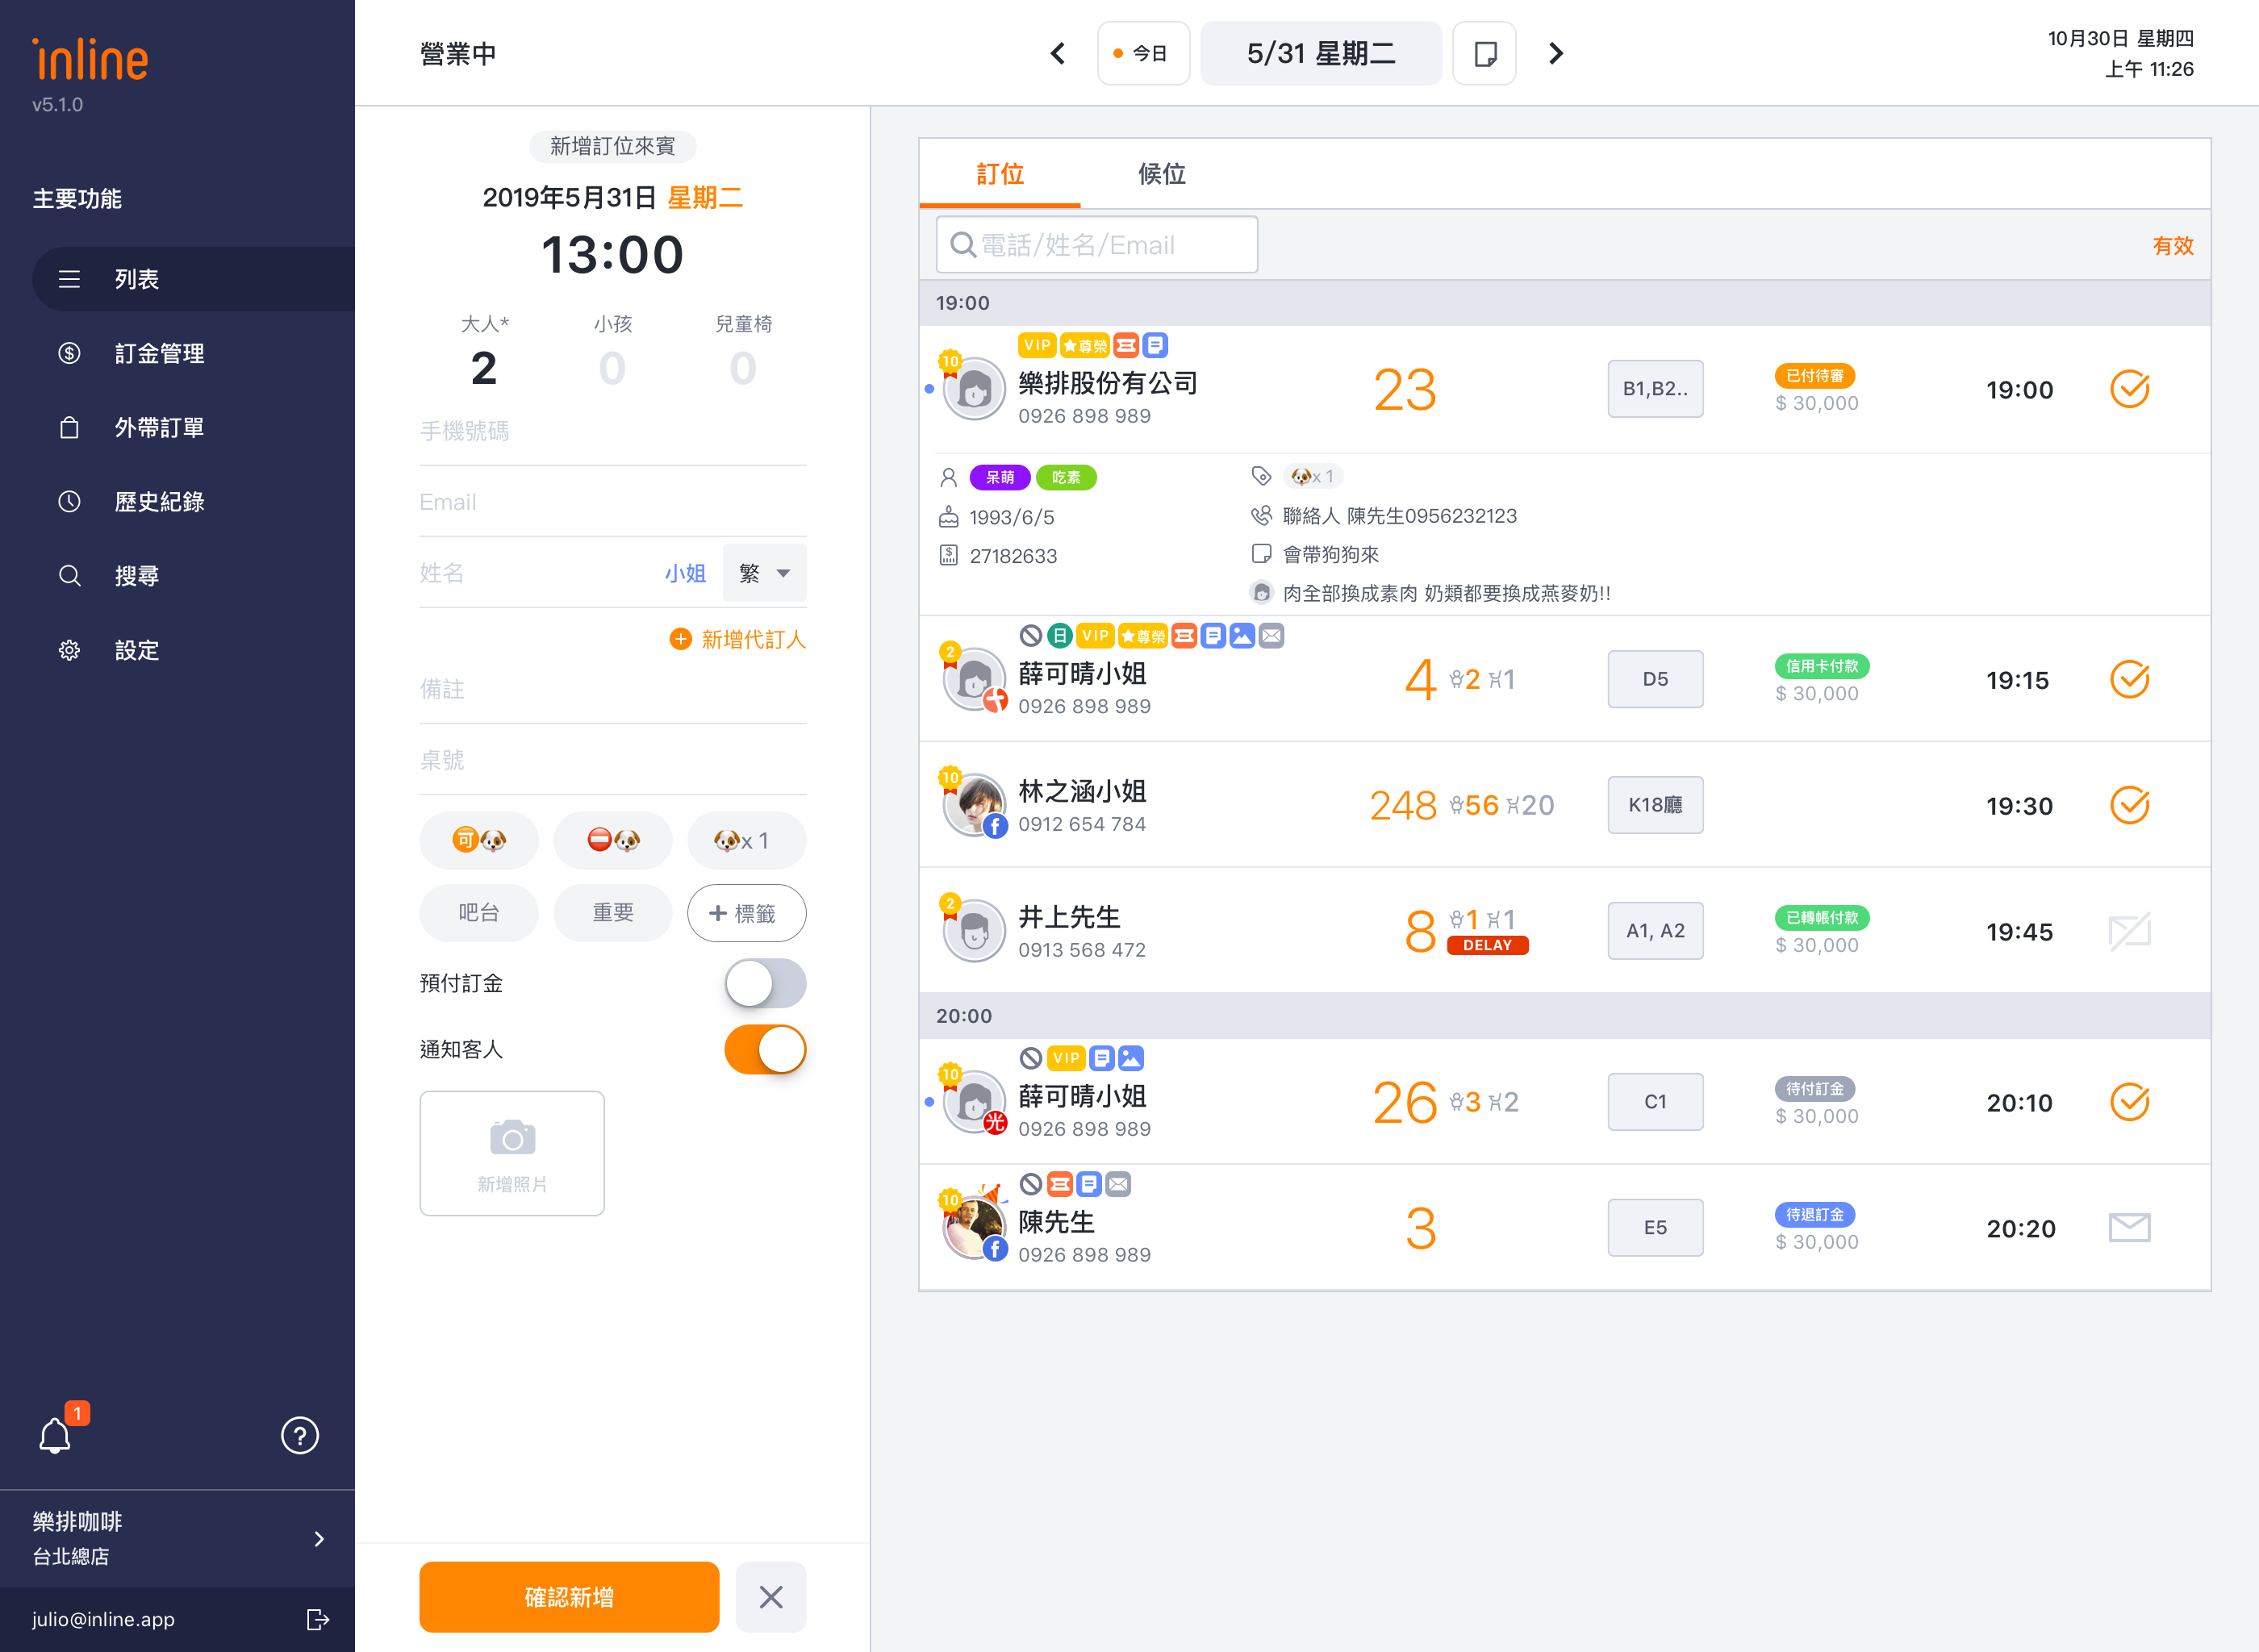 inline
v5.1.0
主要功能
列表
訂金管理
外帶訂單
歷史紀錄
搜尋
設定
1
?
樂排咖啡
台北總店
julio@inline.app
營業中
今日
5/31 星期二
10月30日 星期四
上午 11:26
新增訂位來賓
2019年5月31日 星期二
13:00
大人* 小孩 兒童椅
2 0 0
手機號碼
Email
姓名 小姐 繁
新增代訂人
備註
桌號
可🐶 ⛔🐶 🐶x 1
吧台 重要 + 標籤
預付訂金
通知客人
新增照片
確認新增
訂位 候位
電話/姓名/Email
有效
19:00
10 VIP ★尊榮
樂排股份有公司
0926 898 989
23
B1,B2..
已付待審
$ 30,000
19:00
呆萌 吃素
1993/6/5
27182633
🐶x 1
聯絡人 陳先生0956232123
會帶狗狗來
肉全部換成素肉 奶類都要換成燕麥奶!!
2 日 VIP ★尊榮
薛可晴小姐
0926 898 989
4 2 1
D5
信用卡付款
$ 30,000
19:15
10
林之涵小姐
0912 654 784
248 56 20
K18廳
19:30
2
井上先生
0913 568 472
8 1 1
DELAY
A1, A2
已轉帳付款
$ 30,000
19:45
20:00
10 VIP
薛可晴小姐
光
0926 898 989
26 3 2
C1
待付訂金
$ 30,000
20:10
10
陳先生
0926 898 989
3
E5
待退訂金
$ 30,000
20:20